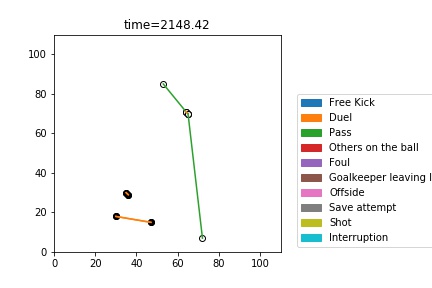 time=2148.42
100
80
60
40
20
0
0 20 40 60 80 100
Free Kick
Duel
Pass
Others on the ball
Foul
Goalkeeper leaving l
Offside
Save attempt
Shot
Interruption